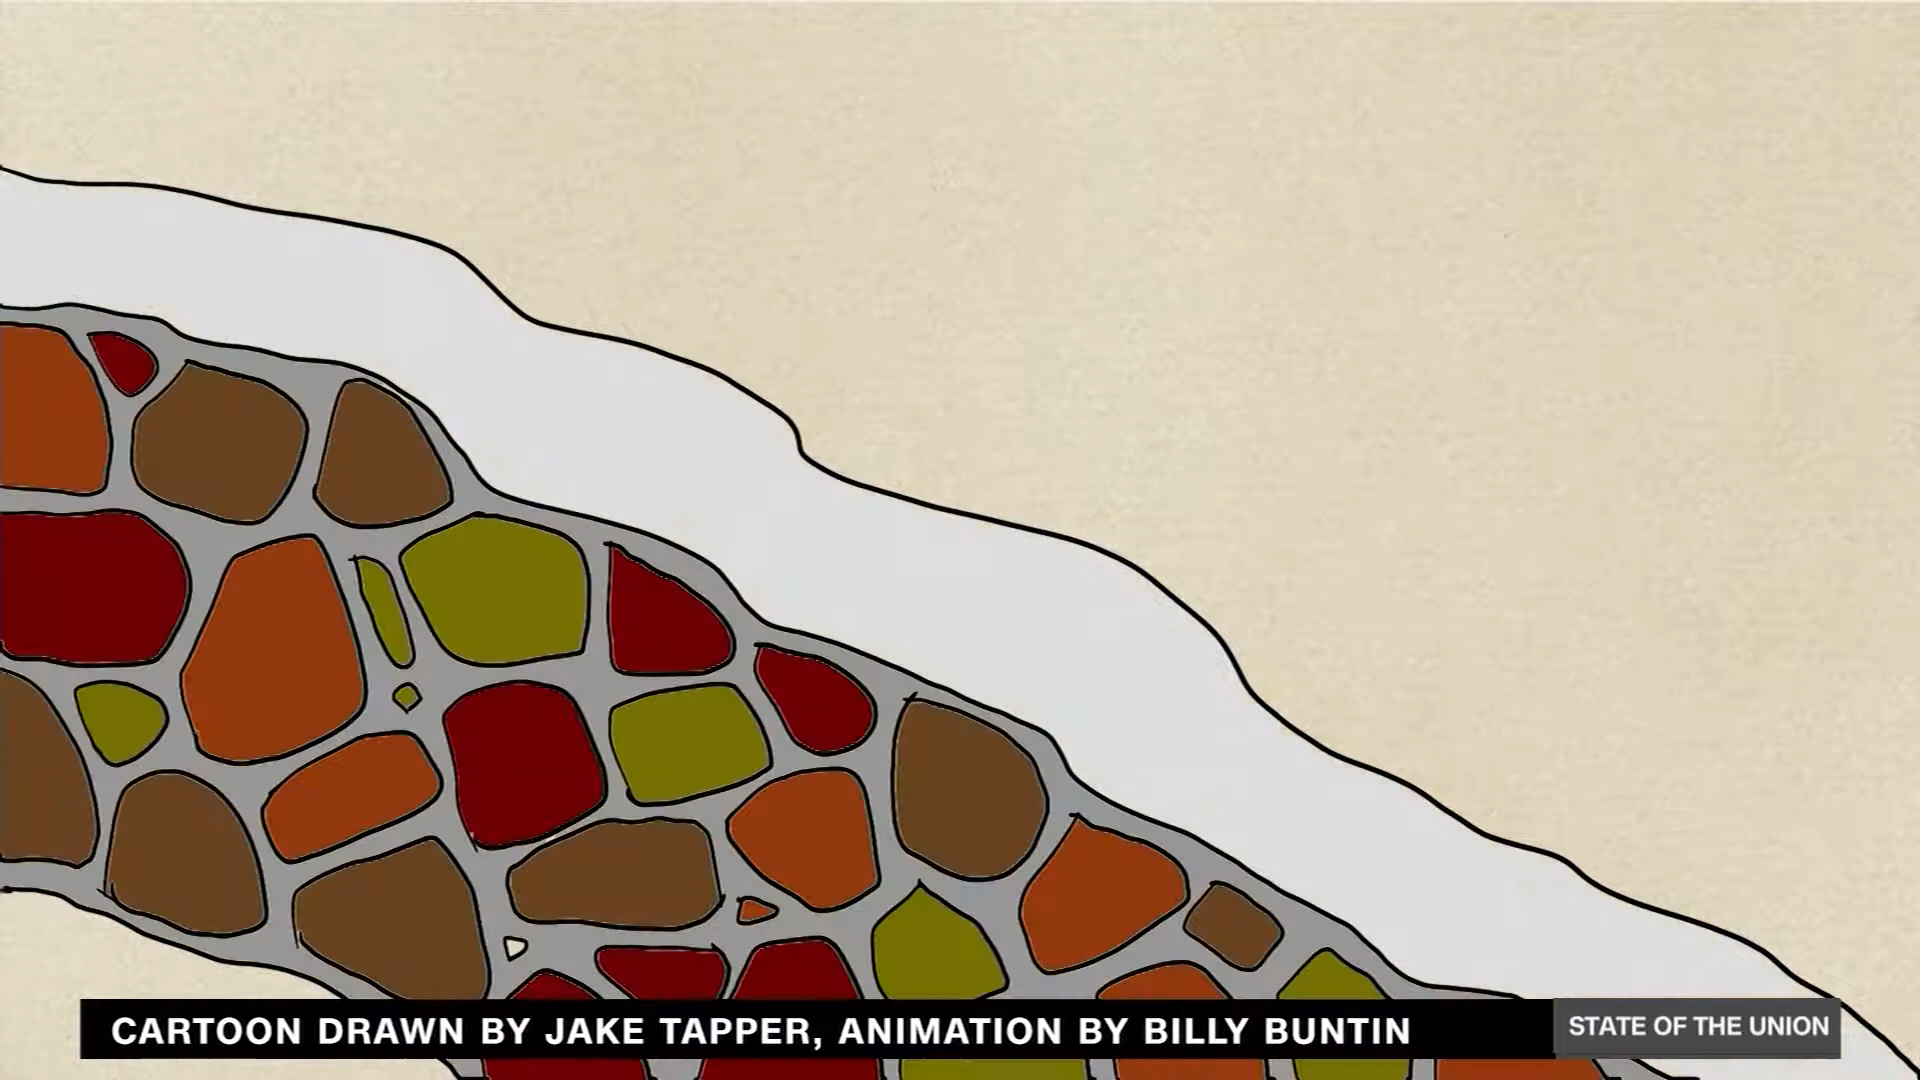 CARTOON DRAWN BY JAKE TAPPER, ANIMATION BY BILLY BUNTIN
STATE OF THE UNION